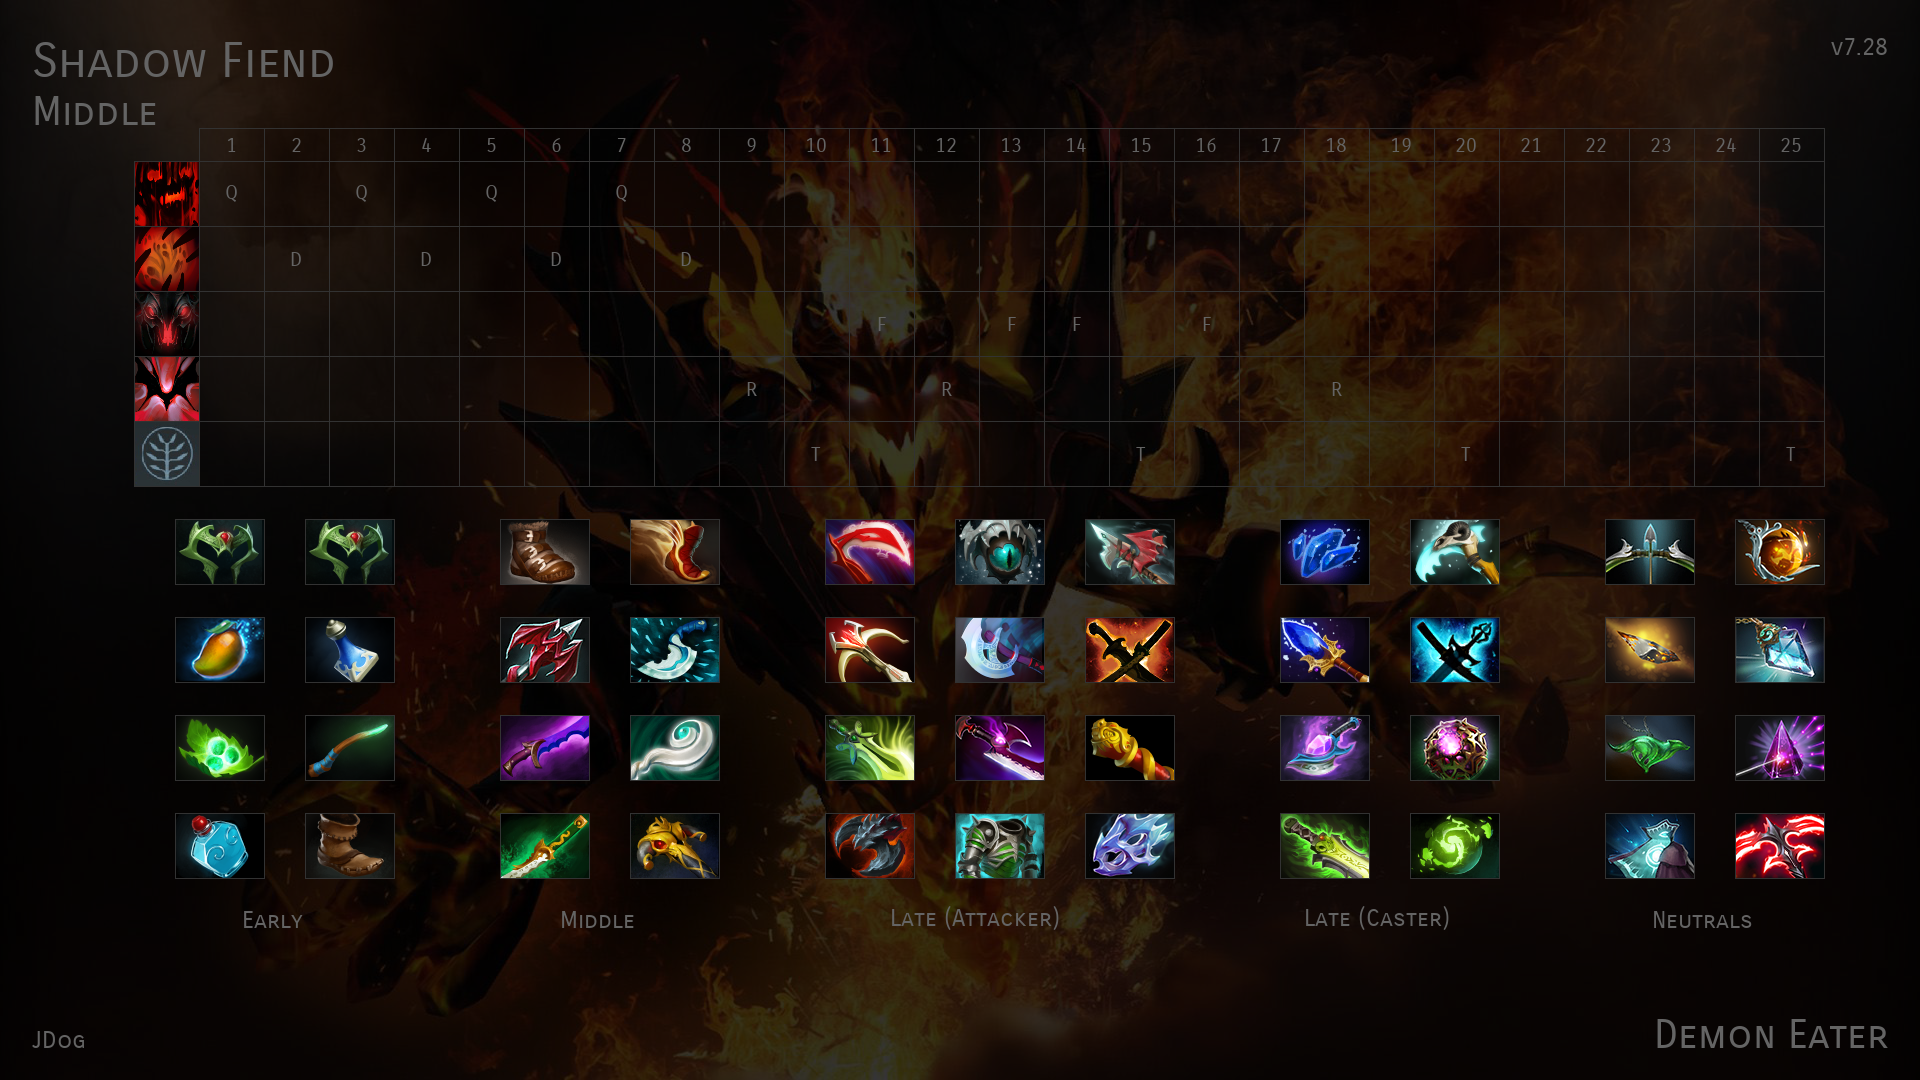 Shadow Fiend
v7.28
Middle
1 2 3 4 5 6 7 8 9 10 11 12 13 14 15 16 17 18 19 20 21 22 23 24 25
Q Q Q Q
D D D D
F F F F
R R R
T T T T
Early Middle Late (Attacker) Late (Caster) Neutrals
JDog
Demon Eater